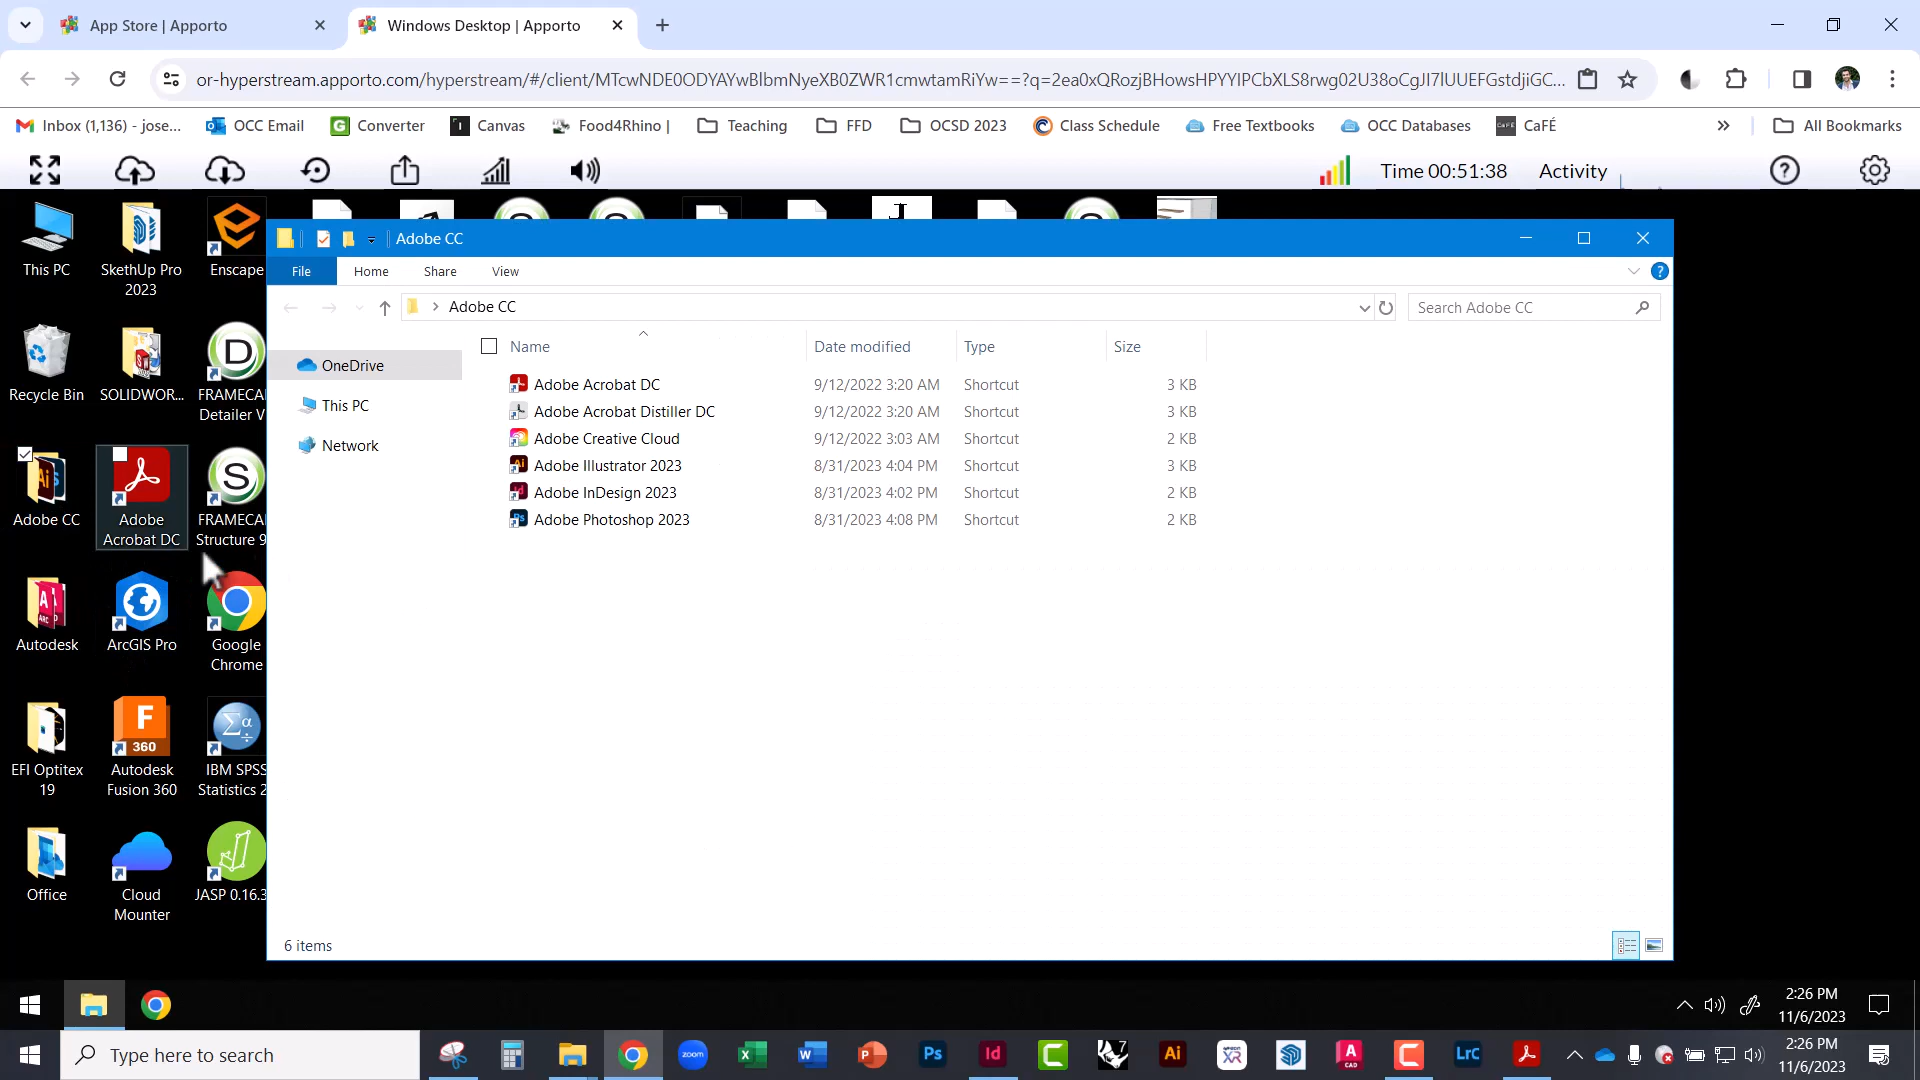 App Store | Apporto
Windows Desktop | Apporto
or-hyperstream.apporto.com/hyperstream/#/client/MTcwNDE0ODYAYwBlbmNyeXB0ZWR1cmwtamRiYw==?q=2ea0xQRozjBHowsHPYYIPCbXLS8rwg02U38oCgJI7lUUEFGstdjiGC...
Inbox (1,136) - jose... OCC Email Converter Canvas Food4Rhino | Teaching FFD OCSD 2023 Class Schedule Free Textbooks OCC Databases CaFÉ » All Bookmarks
Time 00:51:38 Activity
Adobe CC
File Home Share View
Adobe CC
Search Adobe CC
This PC
SkethUp Pro
2023
Enscape
Recycle Bin
SOLIDWOR...
FRAMECA
Detailer V
Adobe CC
Adobe
Acrobat DC
FRAMECA
Structure 9
Autodesk
ArcGIS Pro
Google
Chrome
EFI Optitex
19
F
360
Autodesk
Fusion 360
IBM SPSS
Statistics 2
Office
Cloud
Mounter
JASP 0.16.3
OneDrive
This PC
Network
Name Date modified Type Size
Adobe Acrobat DC 9/12/2022 3:20 AM Shortcut 3 KB
Adobe Acrobat Distiller DC 9/12/2022 3:20 AM Shortcut 3 KB
Adobe Creative Cloud 9/12/2022 3:03 AM Shortcut 2 KB
Adobe Illustrator 2023 8/31/2023 4:04 PM Shortcut 3 KB
Adobe InDesign 2023 8/31/2023 4:02 PM Shortcut 2 KB
Adobe Photoshop 2023 8/31/2023 4:08 PM Shortcut 2 KB
6 items
2:26 PM
11/6/2023
Type here to search
zoom
Ps
Id
Ai
XR
A
CAD
LrC
2:26 PM
11/6/2023